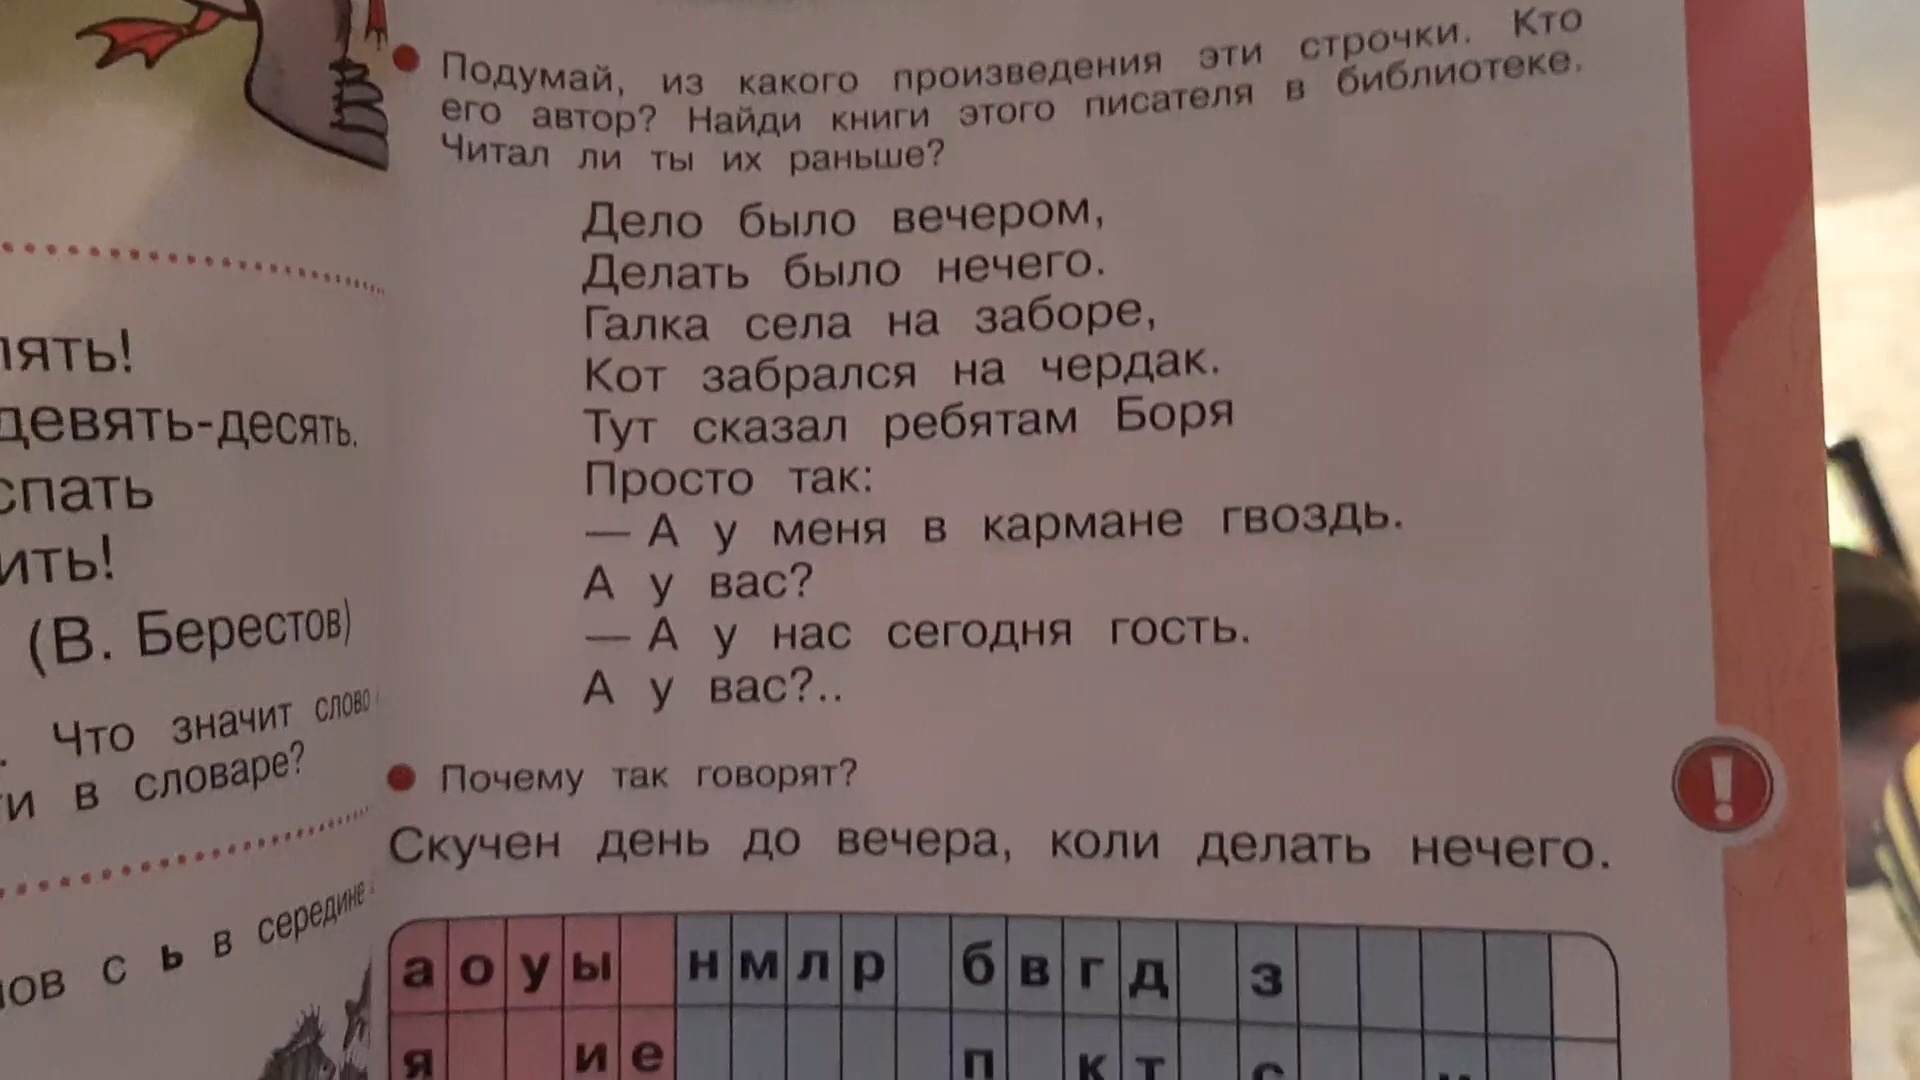 лять!
девять-десять.
спать
ить!
(В. Берестов)
Что значит слово
и в словаре?
ов с ь в середине
Подумай, из какого произведения эти строчки. Кто
его автор? Найди книги этого писателя в библиотеке.
Читал ли ты их раньше?
Дело было вечером,
Делать было нечего.
Галка села на заборе,
Кот забрался на чердак.
Тут сказал ребятам Боря
Просто так:
— А у меня в кармане гвоздь.
А у вас?
— А у нас сегодня гость.
А у вас?..
Почему так говорят?
Скучен день до вечера, коли делать нечего.
а о у ы н м л р б в г д з
я и е п к т с